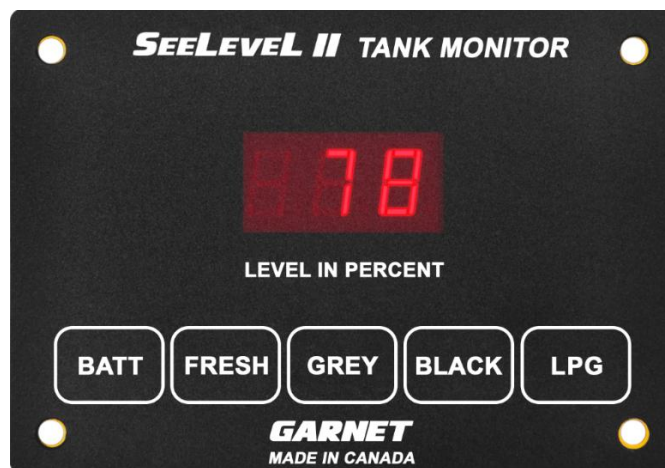 SEELEVEL II TANK MONITOR
78
LEVEL IN PERCENT
BATT FRESH GREY BLACK LPG
GARNET
MADE IN CANADA